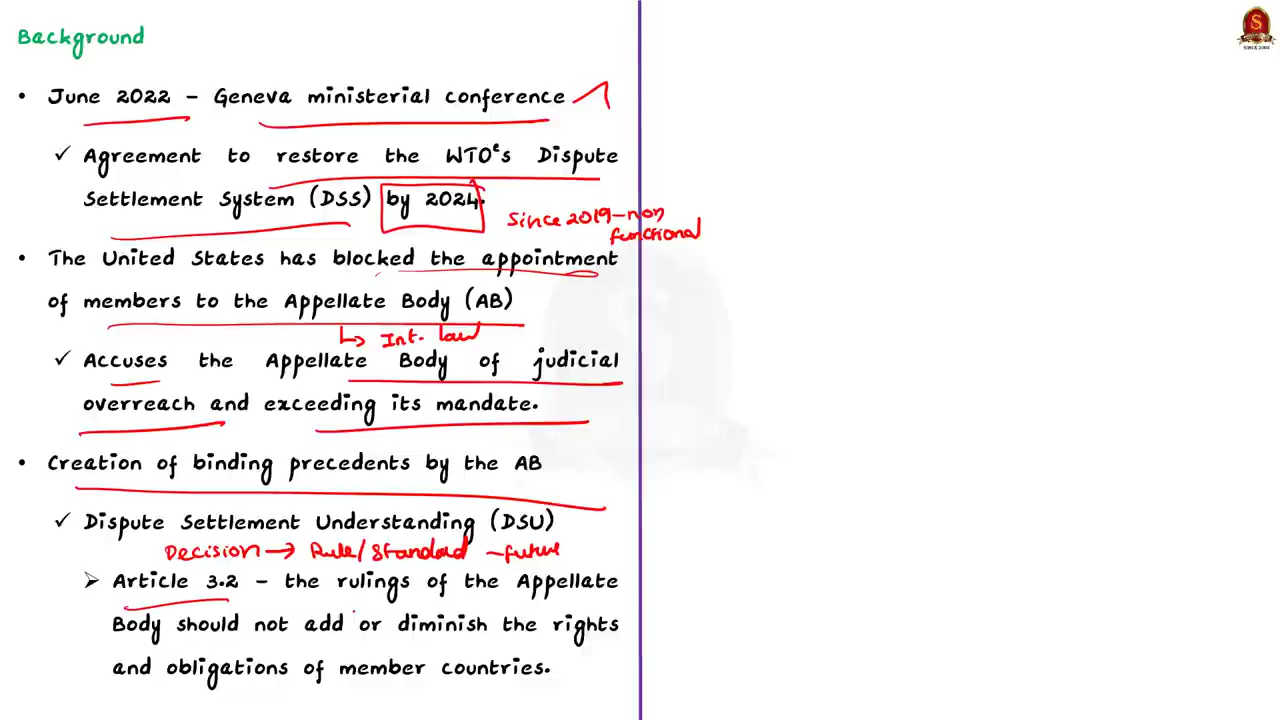 Background
• June 2022 - Geneva ministerial conference
✓ Agreement to restore the WTO's Dispute
Settlement System (DSS) by 2024.
Since 2019-non
functional
• The United States has blocked the appointment
of members to the Appellate Body (AB)
↳ Int. law
✓ Accuses the Appellate Body of judicial
overreach and exceeding its mandate.
• Creation of binding precedents by the AB
✓ Dispute Settlement Understanding (DSU)
Decision → Rule/Standard -future
➢ Article 3.2 - the rulings of the Appellate
Body should not add or diminish the rights
and obligations of member countries.
S
SINCE 2004